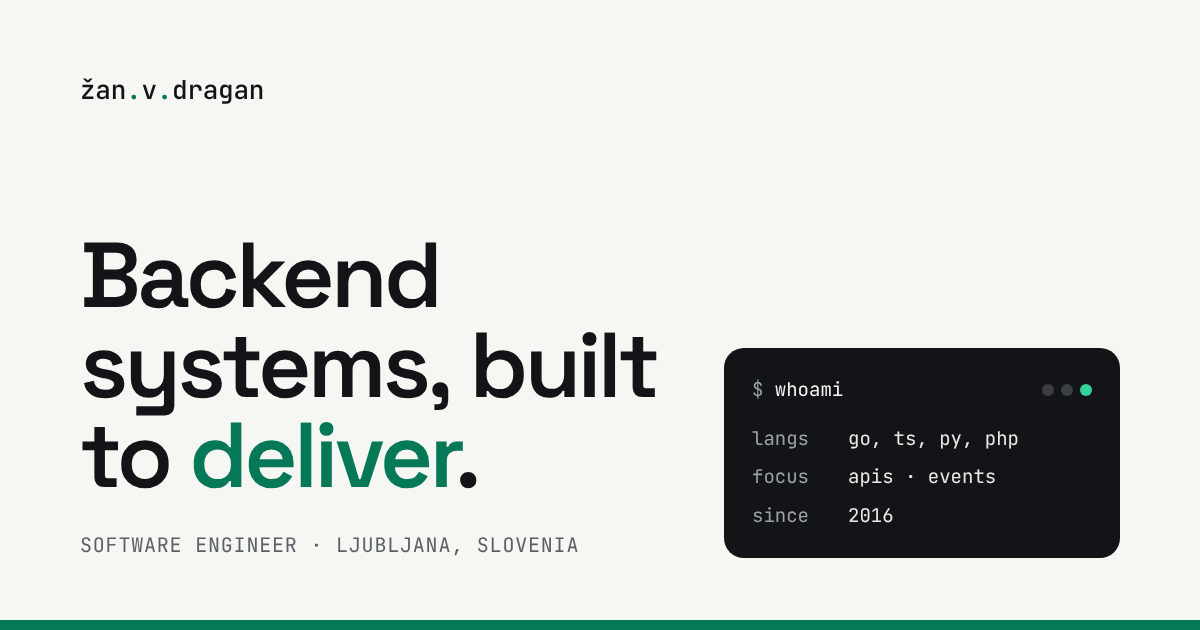 žan.v.dragan
Backend
systems, built
to deliver.
SOFTWARE ENGINEER · LJUBLJANA, SLOVENIA
$ whoami
langs go, ts, py, php
focus apis · events
since 2016